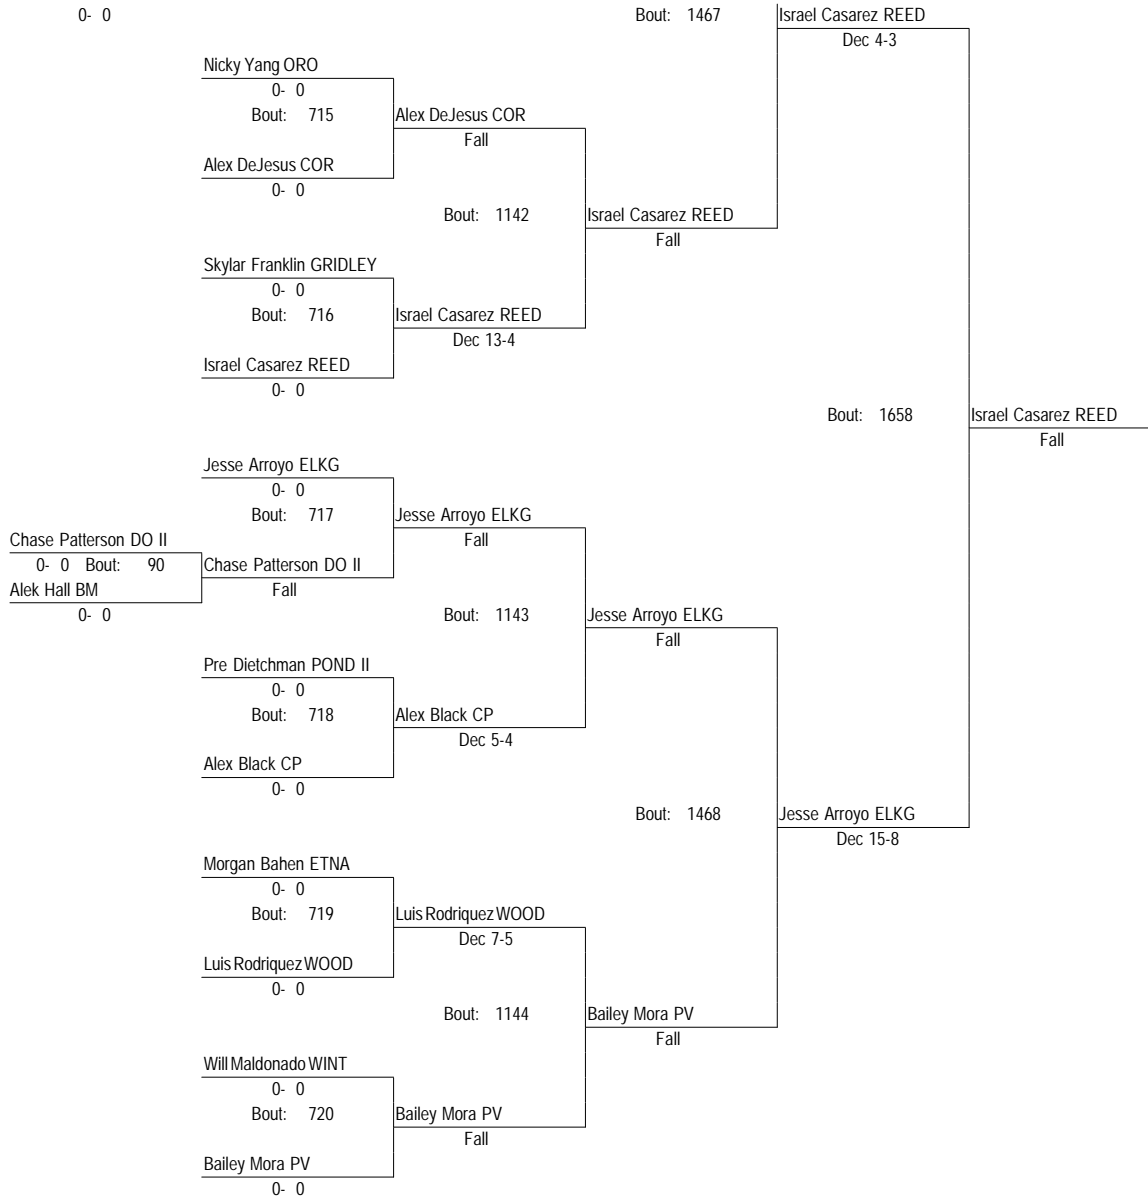 0- 0 Bout: 1467 Israel Casarez REED
Dec 4-3
Nicky Yang ORO
0- 0
Bout: 715 Alex DeJesus COR
Fall
Alex DeJesus COR
0- 0
Bout: 1142 Israel Casarez REED
Fall
Skylar Franklin GRIDLEY
0- 0
Bout: 716 Israel Casarez REED
Dec 13-4
Israel Casarez REED
0- 0
Bout: 1658 Israel Casarez REED
Fall
Jesse Arroyo ELKG
0- 0
Bout: 717 Jesse Arroyo ELKG
Fall
Chase Patterson DO II
0- 0 Bout: 90 Chase Patterson DO II
Alek Hall BM Fall
0- 0
Bout: 1143 Jesse Arroyo ELKG
Fall
Pre Dietchman POND II
0- 0
Bout: 718 Alex Black CP
Dec 5-4
Alex Black CP
0- 0
Bout: 1468 Jesse Arroyo ELKG
Dec 15-8
Morgan Bahen ETNA
0- 0
Bout: 719 Luis Rodriquez WOOD
Dec 7-5
Luis Rodriquez WOOD
0- 0
Bout: 1144 Bailey Mora PV
Fall
Will Maldonado WINT
0- 0
Bout: 720 Bailey Mora PV
Fall
Bailey Mora PV
0- 0